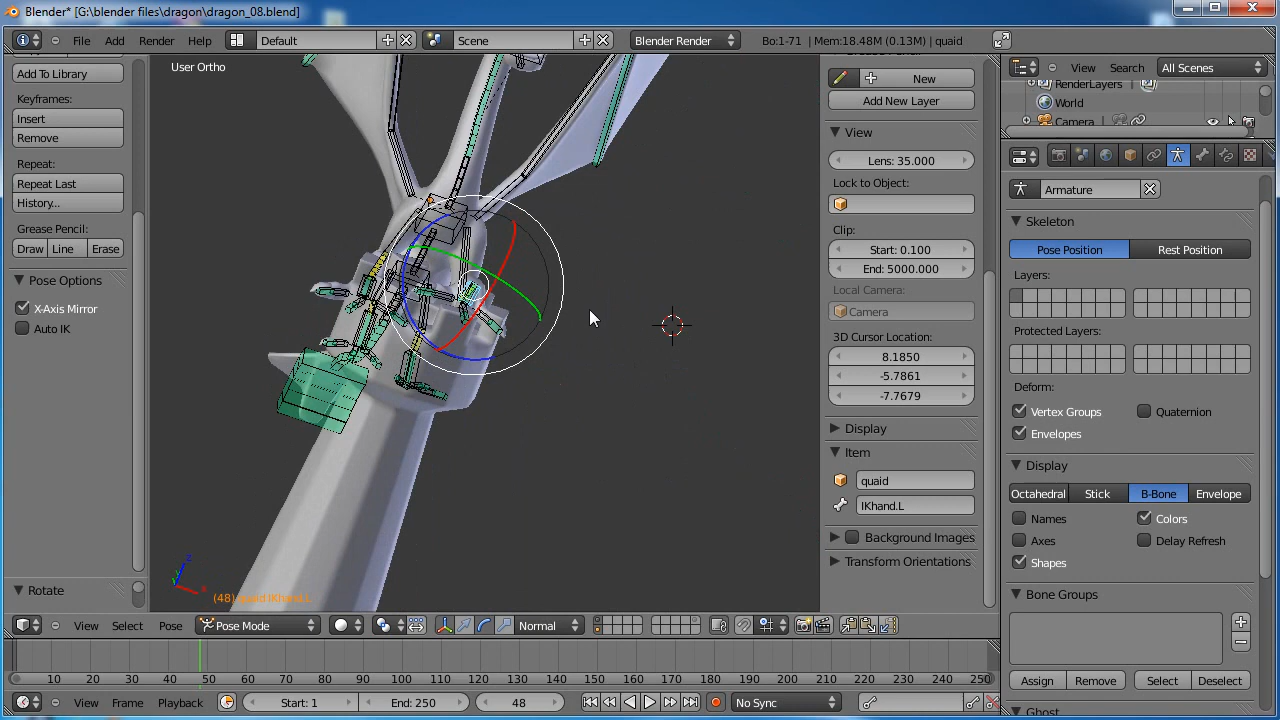 Blender* [G:\blender files\dragon\dragon_08.blend]
File Add Render Help Default Scene Blender Render Bo:1-71 | Mem:18.48M (0.13M) | quaid
Add To Library
Keyframes:
Insert
Remove
Repeat:
Repeat Last
History...
Grease Pencil:
Draw Line Erase
Pose Options
X-Axis Mirror
Auto IK
Rotate
User Ortho
(48) quaid IKhand.L
New
Add New Layer
View
Lens: 35.000
Lock to Object:
Clip:
Start: 0.100
End: 5000.000
Local Camera:
Camera
3D Cursor Location:
8.1850
-5.7861
-7.7679
Display
Item
quaid
IKhand.L
Background Images
Transform Orientations
View Search All Scenes
RenderLayers
World
Camera
Armature
Skeleton
Pose Position Rest Position
Layers:
Protected Layers:
Deform:
Vertex Groups Quaternion
Envelopes
Display
Octahedral Stick B-Bone Envelope
Names Colors
Axes Delay Refresh
Shapes
Bone Groups
Assign Remove Select Deselect
Ghost
View Select Pose Pose Mode Normal
10 20 30 40 50 60 70 80 90 100 110 120 130 140 150 160 170 180 190 200 210 220 230 240 250
View Frame Playback Start: 1 End: 250 48 No Sync